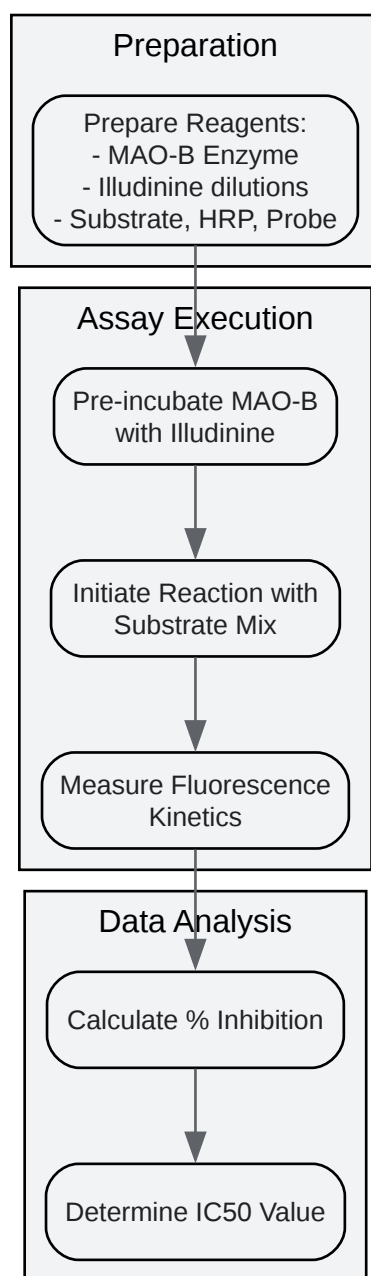 Preparation
Prepare Reagents:
- MAO-B Enzyme
- Illudinine dilutions
- Substrate, HRP, Probe
Assay Execution
Pre-incubate MAO-B
with Illudinine
Initiate Reaction with
Substrate Mix
Measure Fluorescence
Kinetics
Data Analysis
Calculate % Inhibition
Determine IC50 Value